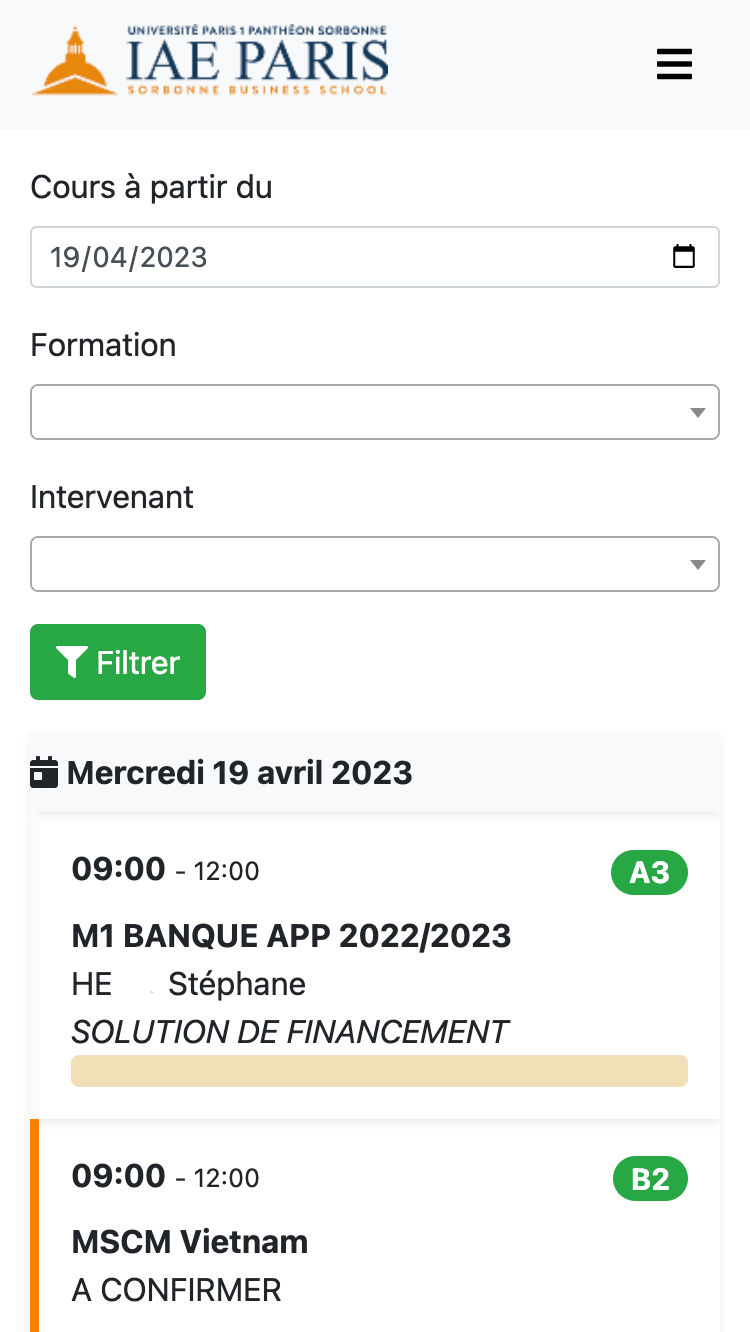 UNIVERSITÉ PARIS 1 PANTHÉON SORBONNE
IAE PARIS
SORBONNE BUSINESS SCHOOL
Cours à partir du
19/04/2023
Formation
Intervenant
Filtrer
Mercredi 19 avril 2023
09:00 - 12:00 A3
M1 BANQUE APP 2022/2023
HE Stéphane
SOLUTION DE FINANCEMENT
09:00 - 12:00 B2
MSCM Vietnam
A CONFIRMER